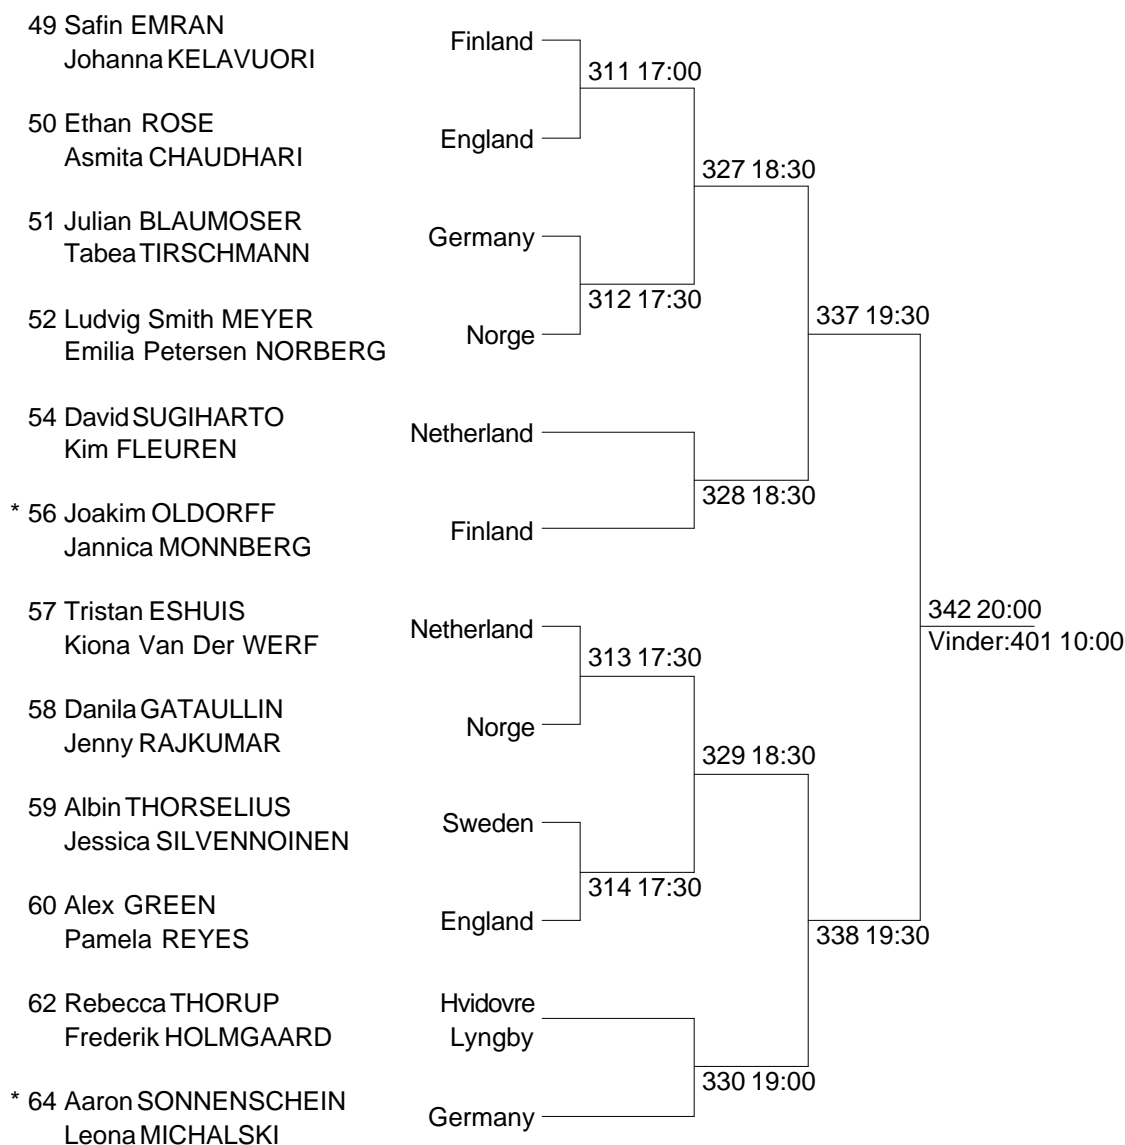 49 Safin EMRAN
Johanna KELAVUORI
Finland
311 17:00
50 Ethan ROSE
Asmita CHAUDHARI
England
327 18:30
51 Julian BLAUMOSER
Tabea TIRSCHMANN
Germany
312 17:30
52 Ludvig Smith MEYER
Emilia Petersen NORBERG
Norge
337 19:30
54 David SUGIHARTO
Kim FLEUREN
Netherland
328 18:30
* 56 Joakim OLDORFF
Jannica MONNBERG
Finland
342 20:00
Vinder:401 10:00
57 Tristan ESHUIS
Kiona Van Der WERF
Netherland
313 17:30
58 Danila GATAULLIN
Jenny RAJKUMAR
Norge
329 18:30
59 Albin THORSELIUS
Jessica SILVENNOINEN
Sweden
314 17:30
60 Alex GREEN
Pamela REYES
England
338 19:30
62 Rebecca THORUP
Frederik HOLMGAARD
Hvidovre
Lyngby
330 19:00
* 64 Aaron SONNENSCHEIN
Leona MICHALSKI
Germany